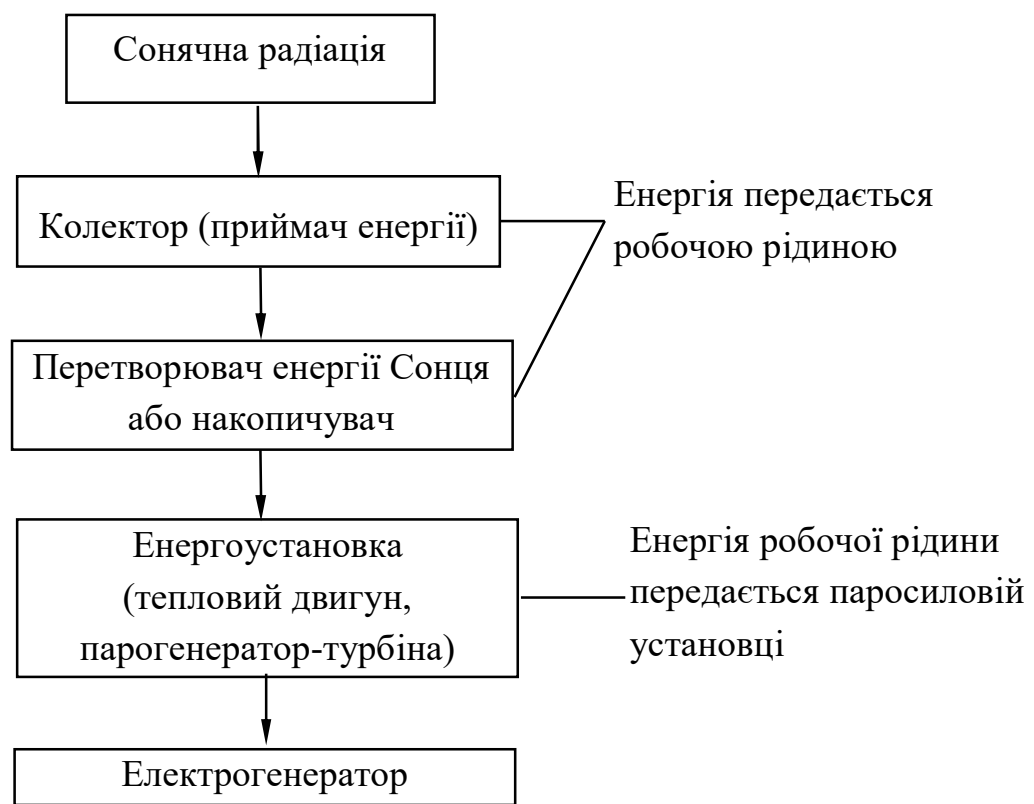 Сонячна радіація
Колектор (приймач енергії)
Енергія передається
робочою рідиною
Перетворювач енергії Сонця
або накопичувач
Енергоустановка
(тепловий двигун,
парогенератор-турбіна)
Енергія робочої рідини
передається паросиловій
установці
Електрогенератор